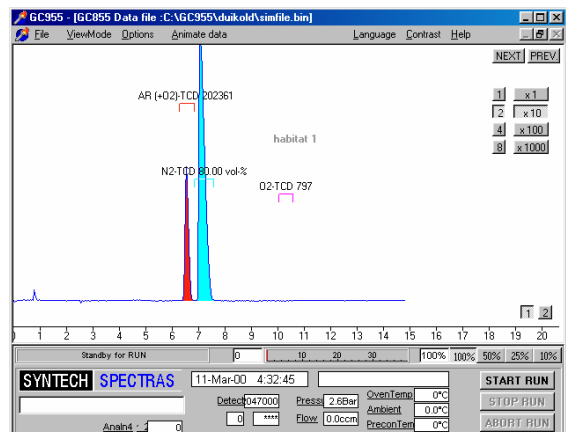 GC955 - [GC855 Data file :C:\GC955\duikold\simfile.bin]
File ViewMode Options Animate data Language Contrast Help
NEXT PREV.
AR (+O2)-TCD 202361
1 x 1
2 x 10
habitat 1
4 x 100
8 x 1000
N2-TCD 80.00 vol-%
O2-TCD 797
1 2
0 1 2 3 4 5 6 7 8 9 10 11 12 13 14 15 16 17 18 19 20
Standby for RUN 0 10 20 30 100% 100% 50% 25% 10%
SYNTECH SPECTRAS 11-Mar-00 4:32:45 START RUN
Detect 047000 Press 2.6Bar OvenTemp 0°C STOP RUN
0 **** Flow 0.0ccm Ambient 0.0°C
Analn4 : 2 0 PreconTem 0°C ABORT RUN